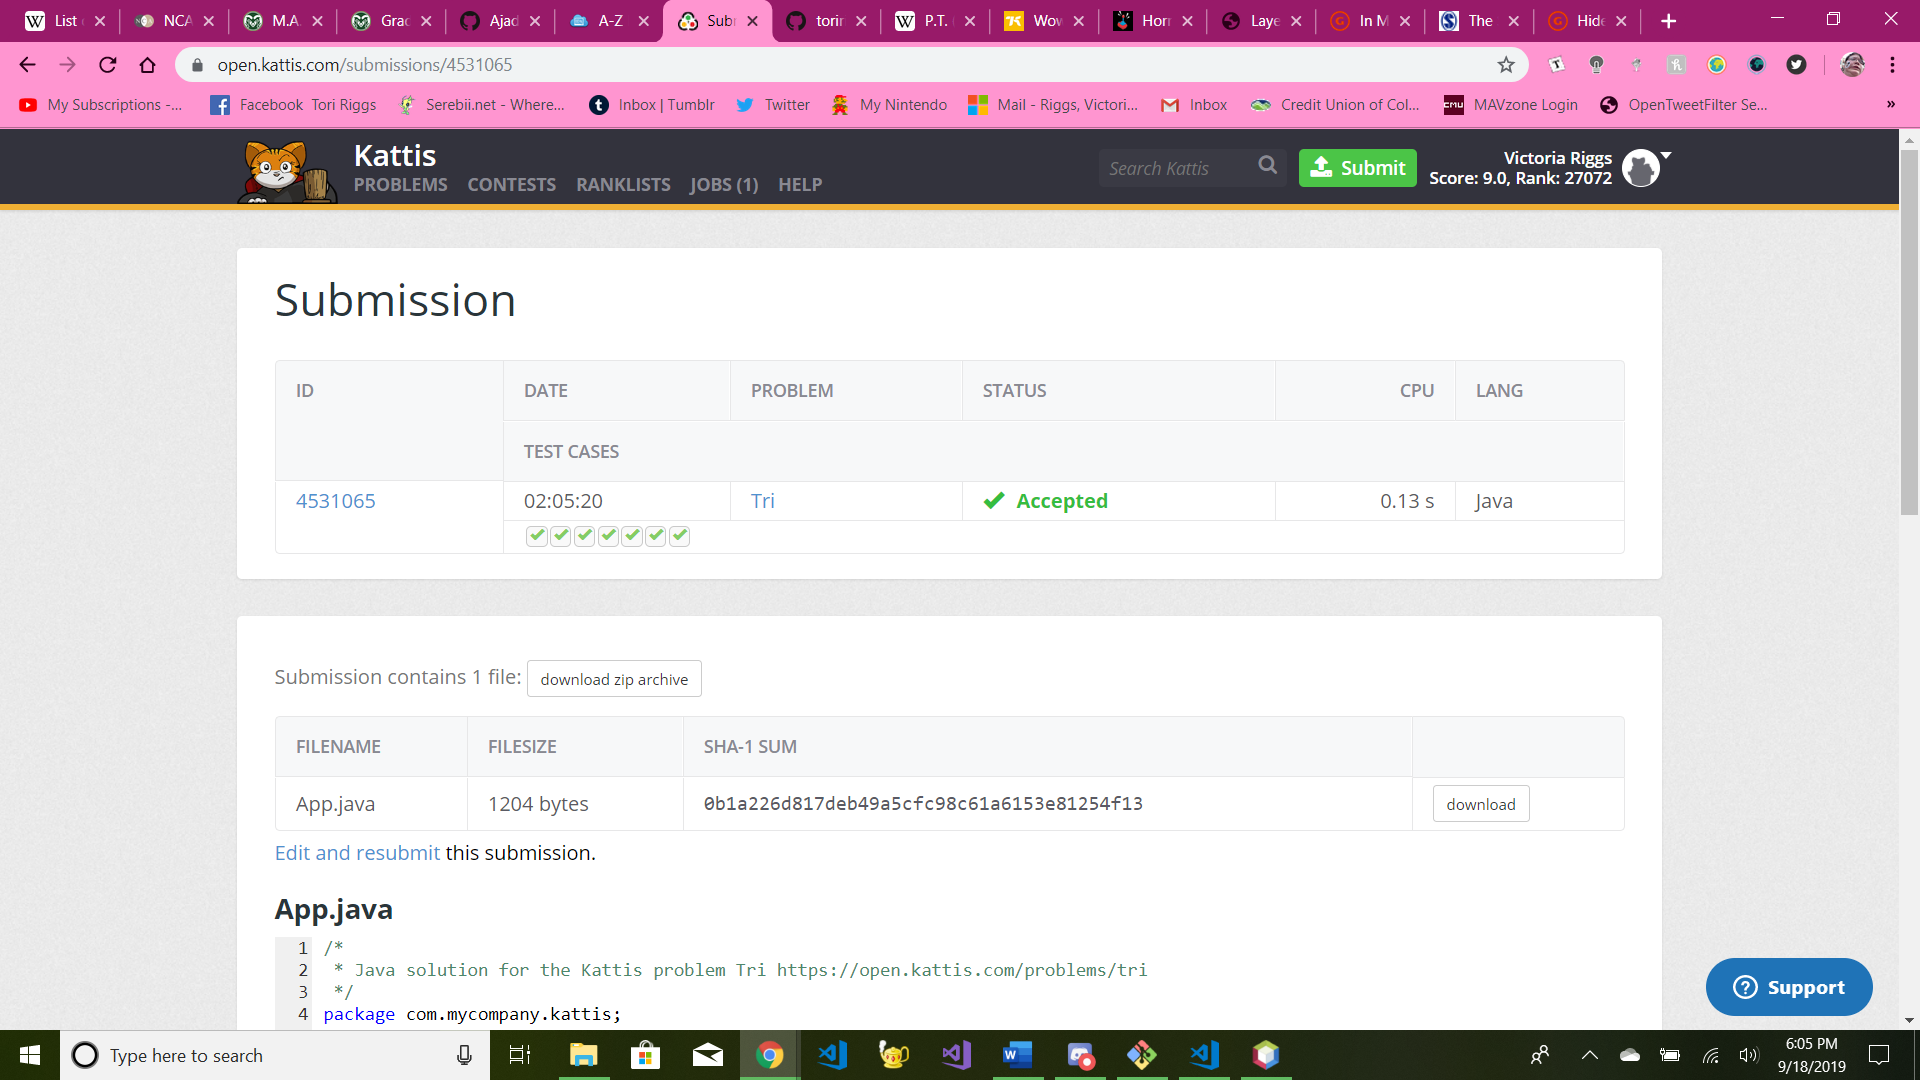 List
NCA
M.A.
Grac
Ajad
A-Z
Subr
torir
P.T.
Wov
Horr
Laye
In M
The
Hide
open.kattis.com/submissions/4531065
My Subscriptions -...
Facebook Tori Riggs
Serebii.net - Where...
Inbox | Tumblr
Twitter
My Nintendo
Mail - Riggs, Victori...
Inbox
Credit Union of Col...
MAVzone Login
OpenTweetFilter Se...
»
Kattis
PROBLEMS CONTESTS RANKLISTS JOBS (1) HELP
Search Kattis
Submit
Victoria Riggs
Score: 9.0, Rank: 27072
Submission
ID DATE PROBLEM STATUS CPU LANG
TEST CASES
4531065 02:05:20 Tri Accepted 0.13 s Java
Submission contains 1 file: download zip archive
FILENAME FILESIZE SHA-1 SUM
App.java 1204 bytes 0b1a226d817deb49a5cfc98c61a6153e81254f13 download
Edit and resubmit this submission.
App.java
1 /*
2 * Java solution for the Kattis problem Tri https://open.kattis.com/problems/tri
3 */
4 package com.mycompany.kattis;
Support
Type here to search
6:05 PM
9/18/2019